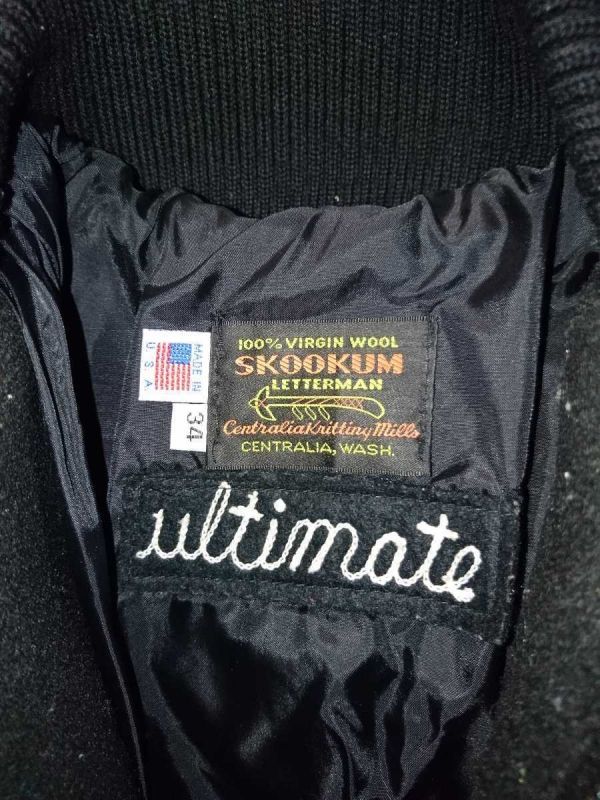 MADE IN
U.S.A
34
100% VIRGIN WOOL
SKOOKUM
LETTERMAN
Centralia Knitting Mills
CENTRALIA, WASH.
ultimate